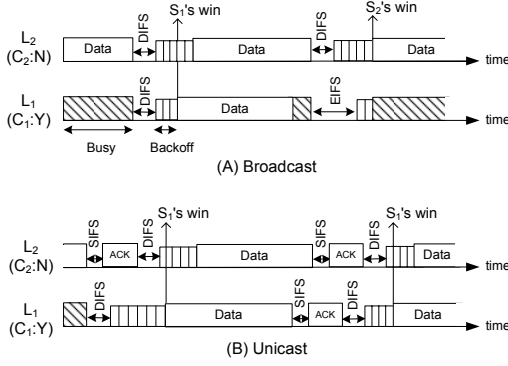 S₁'s win
S₂'s win
L₂
(C₂:N)
Data
DIFS
Data
DIFS
Data
time
L₁
(C₁:Y)
DIFS
Data
EIFS
time
Busy
Backoff
(A) Broadcast
S₁'s win
S₁'s win
L₂
(C₂:N)
SIFS
ACK
DIFS
Data
SIFS
ACK
DIFS
Data
time
L₁
(C₁:Y)
DIFS
Data
SIFS
ACK
DIFS
Data
time
(B) Unicast